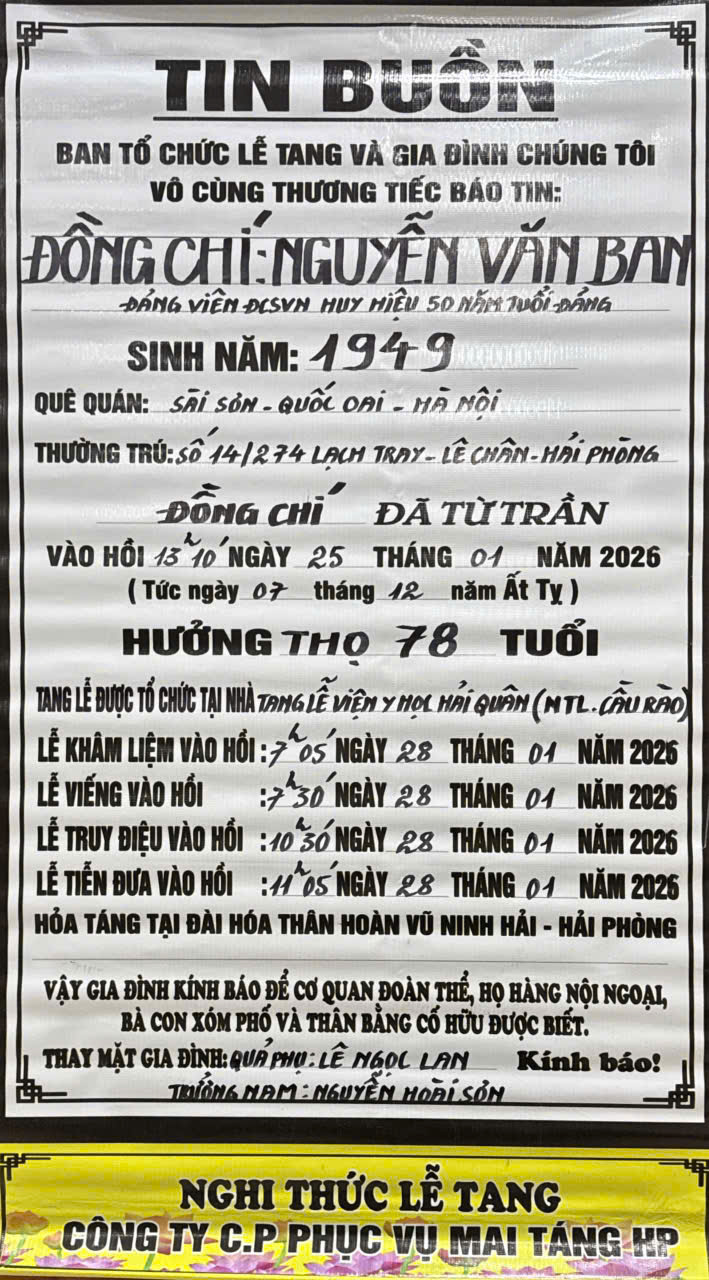 TIN BUỒN
BAN TỔ CHỨC LỄ TANG VÀ GIA ĐÌNH CHÚNG TÔI
VÔ CÙNG THƯƠNG TIẾC BÁO TIN:
ĐỒNG CHÍ: NGUYỄN VĂN BAN
ĐẢNG VIÊN ĐCSVN HUY HIỆU 50 NĂM TUỔI ĐẢNG
SINH NĂM: 1949
QUÊ QUÁN: SÀI SƠN - QUỐC OAI - HÀ NỘI
THƯỜNG TRÚ: SỐ 14/274 LẠCH TRAY - LÊ CHÂN - HẢI PHÒNG
ĐỒNG CHÍ ĐÃ TỪ TRẦN
VÀO HỒI 13h10' NGÀY 25 THÁNG 01 NĂM 2026
( Tức ngày 07 tháng 12 năm Ất Tỵ )
HƯỞNG THỌ 78 TUỔI
TANG LỄ ĐƯỢC TỔ CHỨC TẠI NHÀ TANG LỄ VIỆN Y HỌC HẢI QUÂN (NTL. CẦU RÀO)
LỄ KHÂM LIỆM VÀO HỒI : 7h05' NGÀY 28 THÁNG 01 NĂM 2026
LỄ VIẾNG VÀO HỒI : 7h30' NGÀY 28 THÁNG 01 NĂM 2026
LỄ TRUY ĐIỆU VÀO HỒI : 10h30' NGÀY 28 THÁNG 01 NĂM 2026
LỄ TIỄN ĐƯA VÀO HỒI : 11h05' NGÀY 28 THÁNG 01 NĂM 2026
HỎA TÁNG TẠI ĐÀI HÓA THÂN HOÀN VŨ NINH HẢI - HẢI PHÒNG
VẬY GIA ĐÌNH KÍNH BÁO ĐỂ CƠ QUAN ĐOÀN THỂ, HỌ HÀNG NỘI NGOẠI,
BÀ CON XÓM PHỐ VÀ THÂN BẰNG CỐ HỮU ĐƯỢC BIẾT.
THAY MẶT GIA ĐÌNH: QUẢ PHỤ: LÊ NGỌC LAN Kính báo!
TRƯỞNG NAM: NGUYỄN HOÀI SƠN
NGHI THỨC LỄ TANG
CÔNG TY C.P PHỤC VỤ MAI TÁNG HP